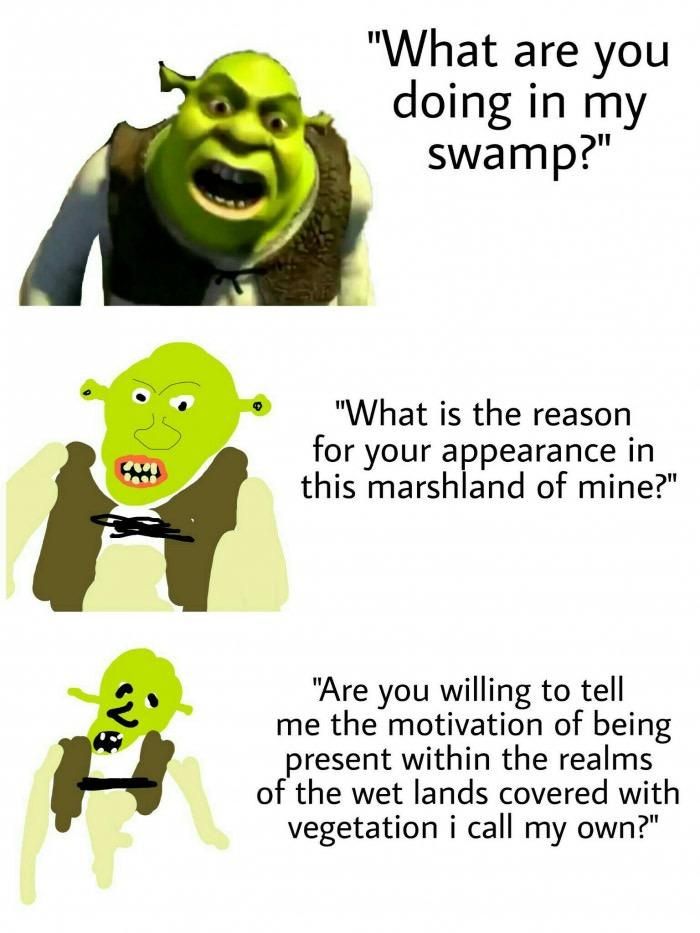 "What are you
doing in my
swamp?"
"What is the reason
for your appearance in
this marshland of mine?"
"Are you willing to tell
me the motivation of being
present within the realms
of the wet lands covered with
vegetation i call my own?"